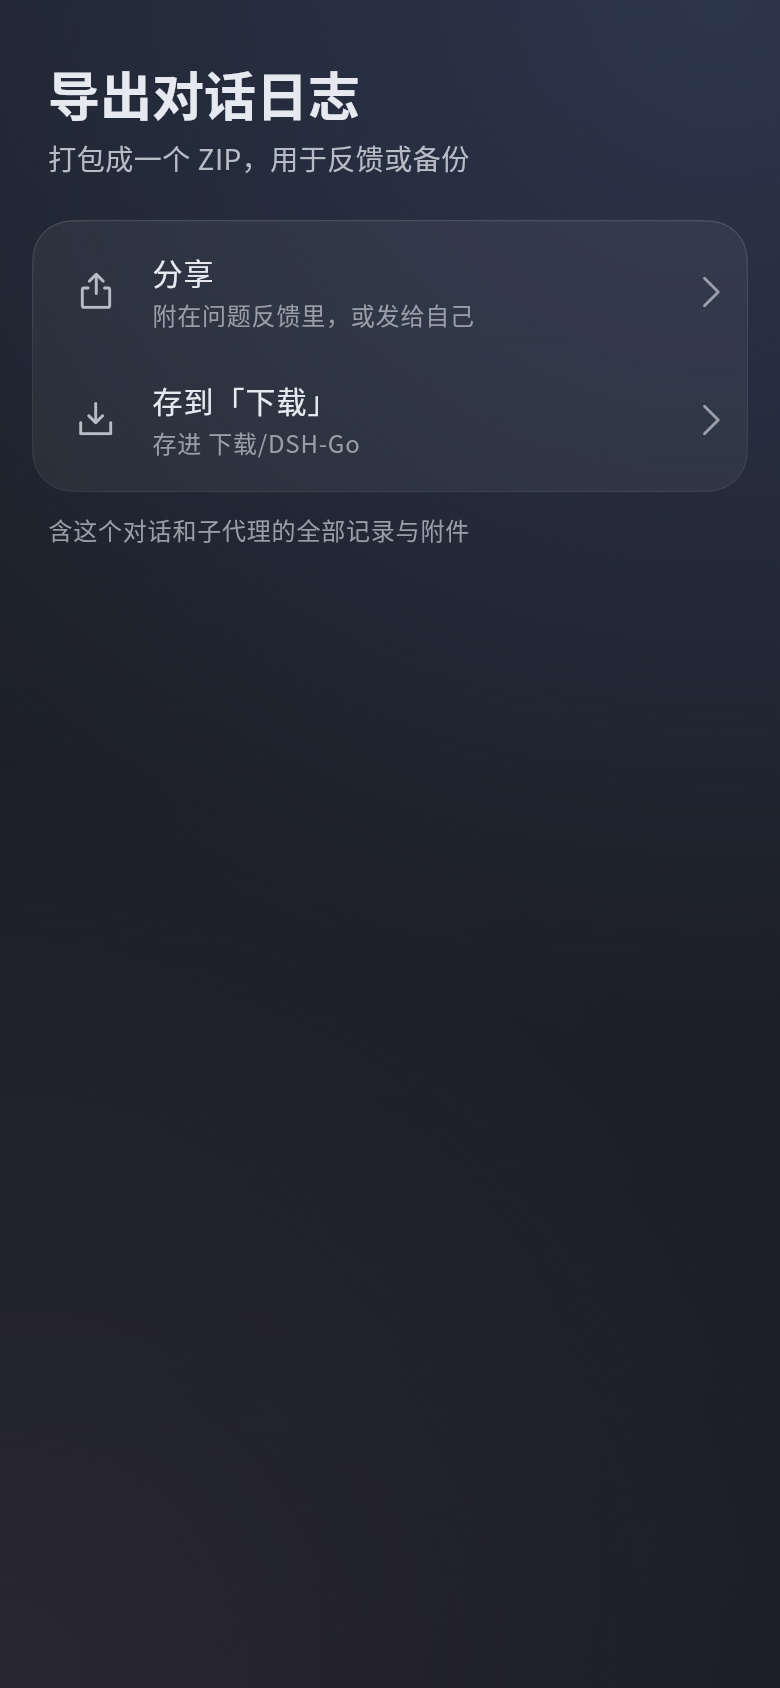 导出对话日志
打包成一个 ZIP，用于反馈或备份
分享
附在问题反馈里，或发给自己
存到「下载」
存进 下载/DSH-Go
含这个对话和子代理的全部记录与附件